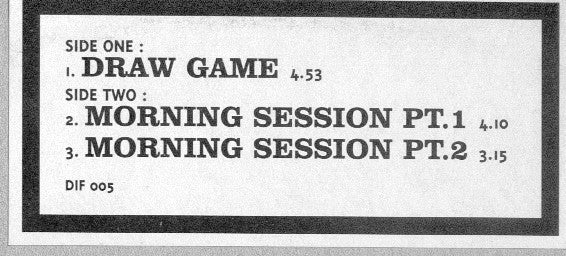 SIDE ONE :
1. DRAW GAME 4.53
SIDE TWO :
2. MORNING SESSION PT.1 4.10
3. MORNING SESSION PT.2 3.15
DIF 005